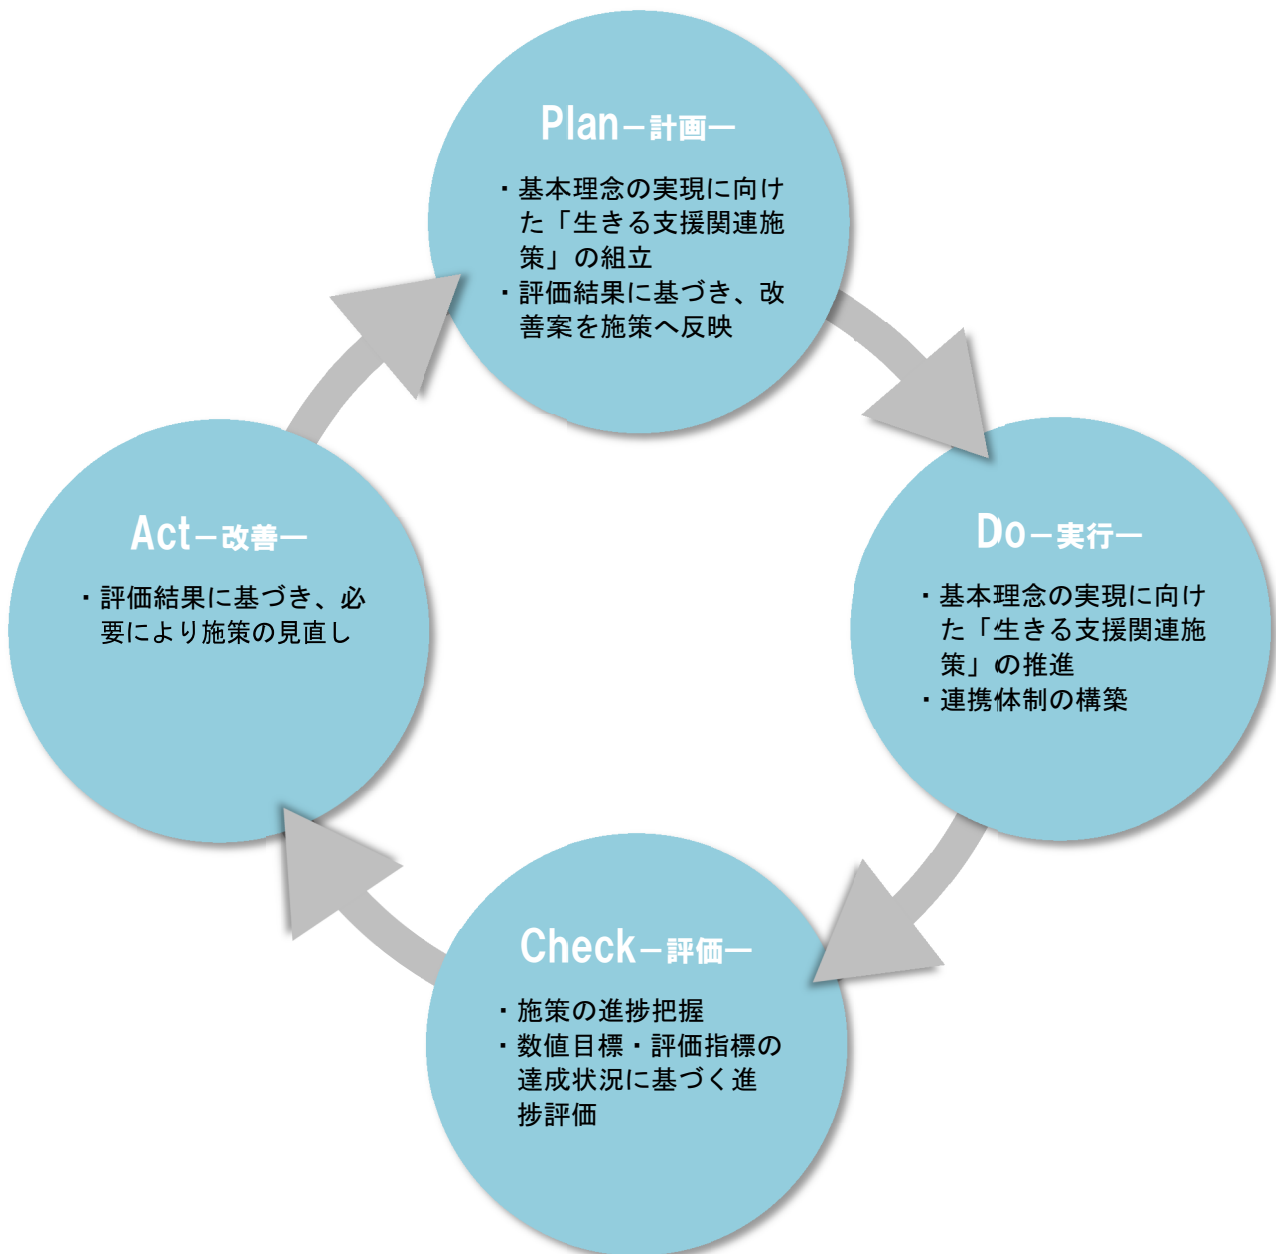 Plan－計画―
・基本理念の実現に向け
た「生きる支援関連施
策」の組立
・評価結果に基づき、改
善案を施策へ反映
Do－実行―
・基本理念の実現に向け
た「生きる支援関連施
策」の推進
・連携体制の構築
Check－評価―
・施策の進捗把握
・数値目標・評価指標の
達成状況に基づく進
捗評価
Act－改善―
・評価結果に基づき、必
要により施策の見直し